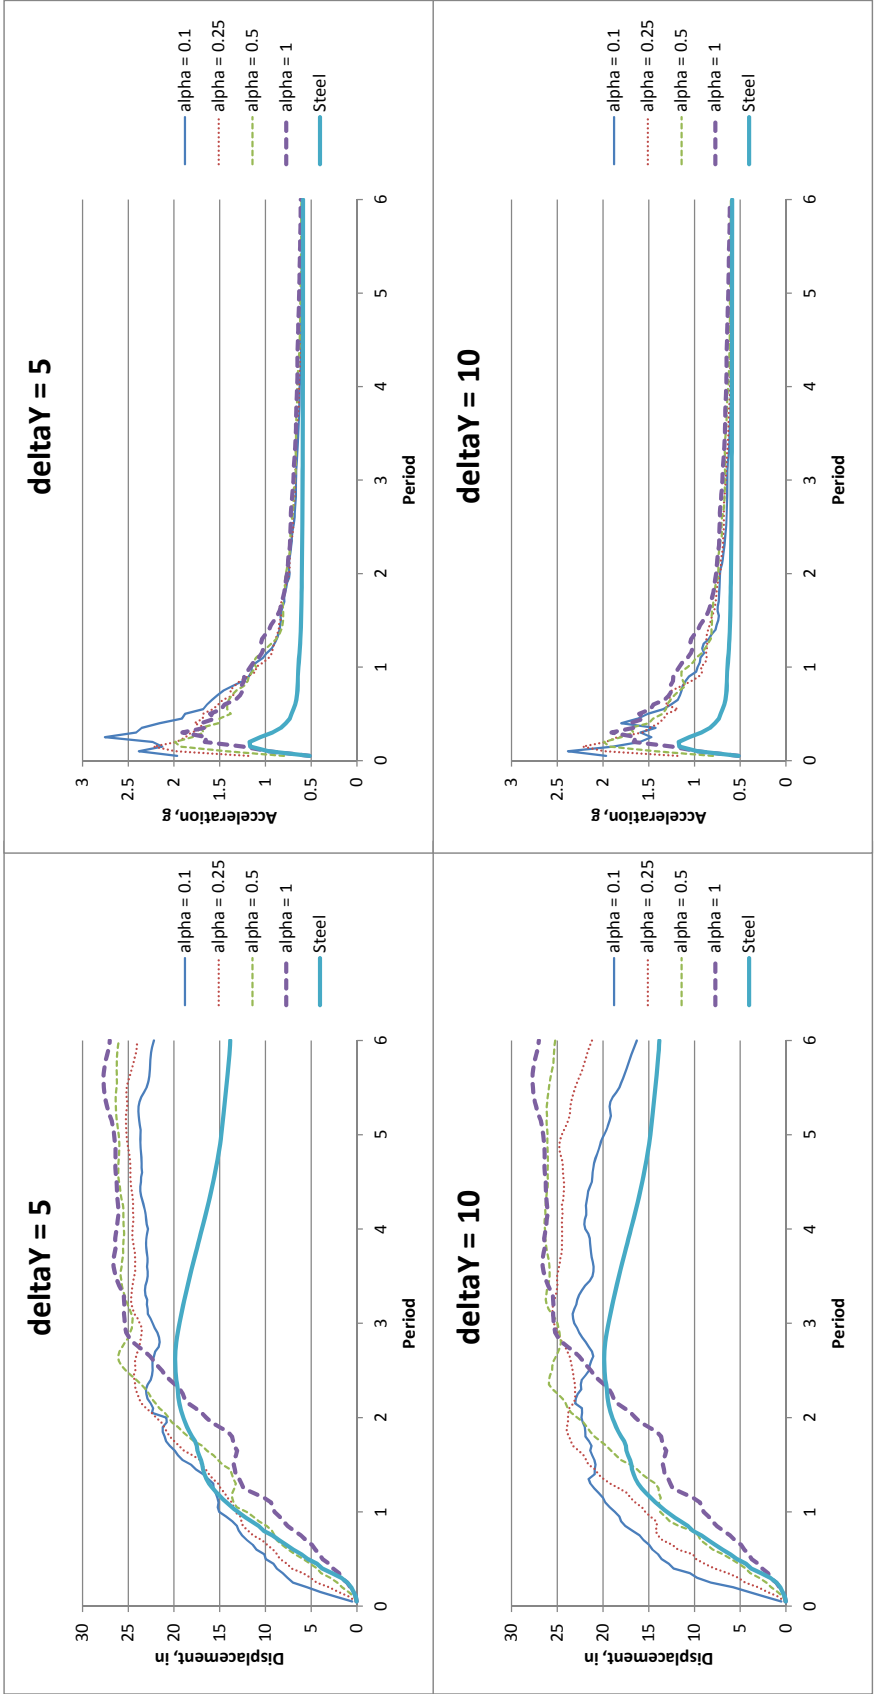 deltaY = 5
Displacement, in
30
25
20
15
10
5
0
0 1 2 3 4 5 6
Period
alpha = 0.1
alpha = 0.25
alpha = 0.5
alpha = 1
Steel
deltaY = 5
Acceleration, g
3
2.5
2
1.5
1
0.5
0
0 1 2 3 4 5 6
Period
alpha = 0.1
alpha = 0.25
alpha = 0.5
alpha = 1
Steel
deltaY = 10
Displacement, in
30
25
20
15
10
5
0
0 1 2 3 4 5 6
Period
alpha = 0.1
alpha = 0.25
alpha = 0.5
alpha = 1
Steel
deltaY = 10
Acceleration, g
3
2.5
2
1.5
1
0.5
0
0 1 2 3 4 5 6
Period
alpha = 0.1
alpha = 0.25
alpha = 0.5
alpha = 1
Steel